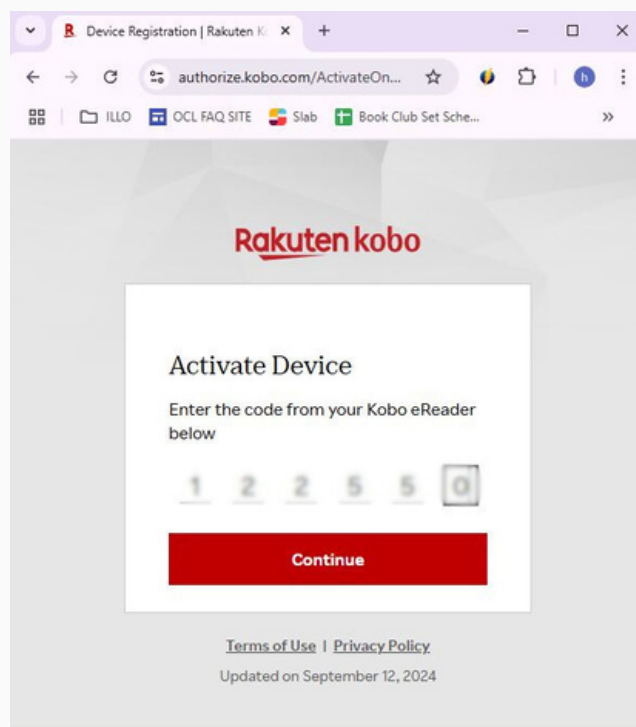 Device Registration | Rakuten K
authorize.kobo.com/ActivateOn...
h
ILLO OCL FAQ SITE Slab Book Club Set Sche... »
Rakuten kobo
Activate Device
Enter the code from your Kobo eReader
below
1 2 2 5 5 0
Continue
Terms of Use | Privacy Policy
Updated on September 12, 2024